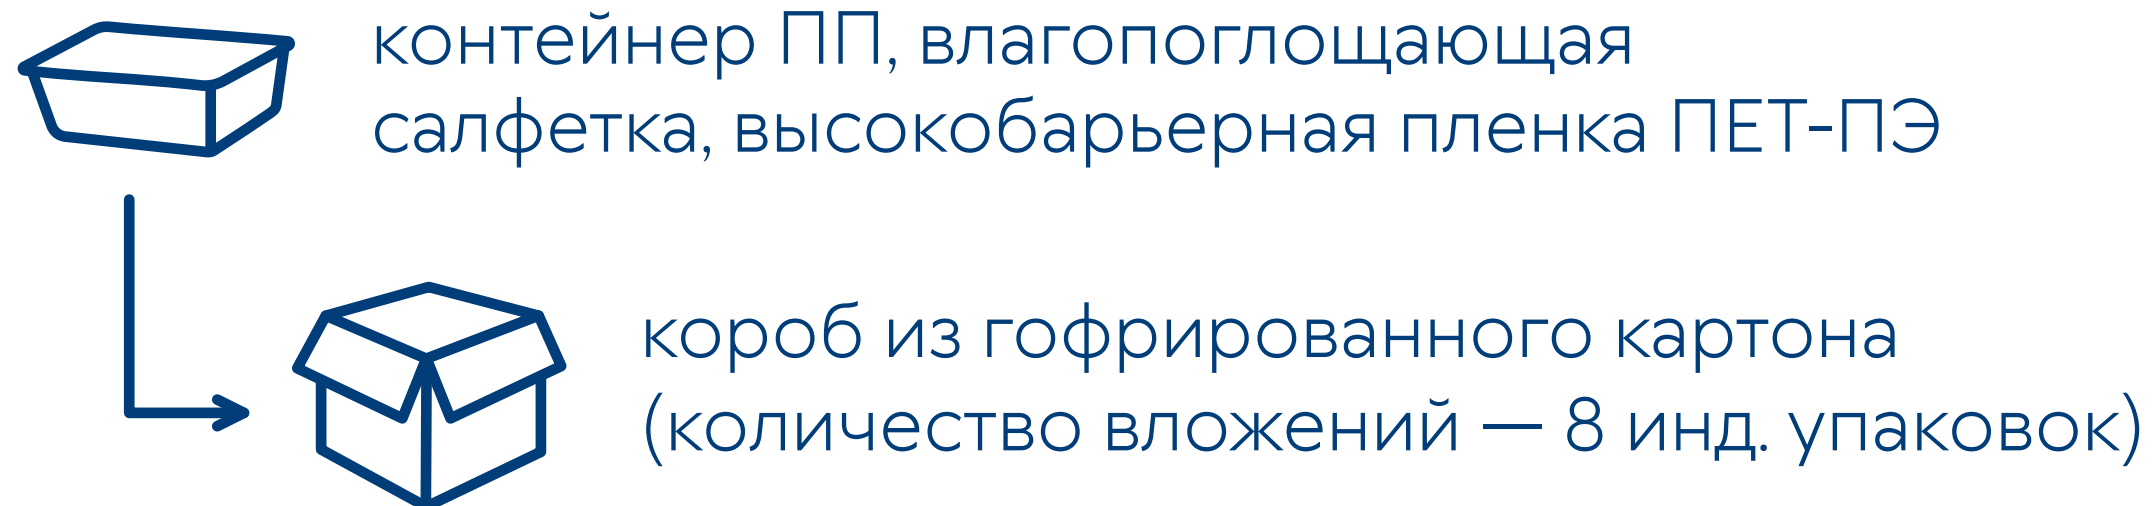 контейнер ПП, влагопоглощающая
салфетка, высокобарьерная пленка ПЕТ-ПЭ
короб из гофрированного картона
(количество вложений — 8 инд. упаковок)